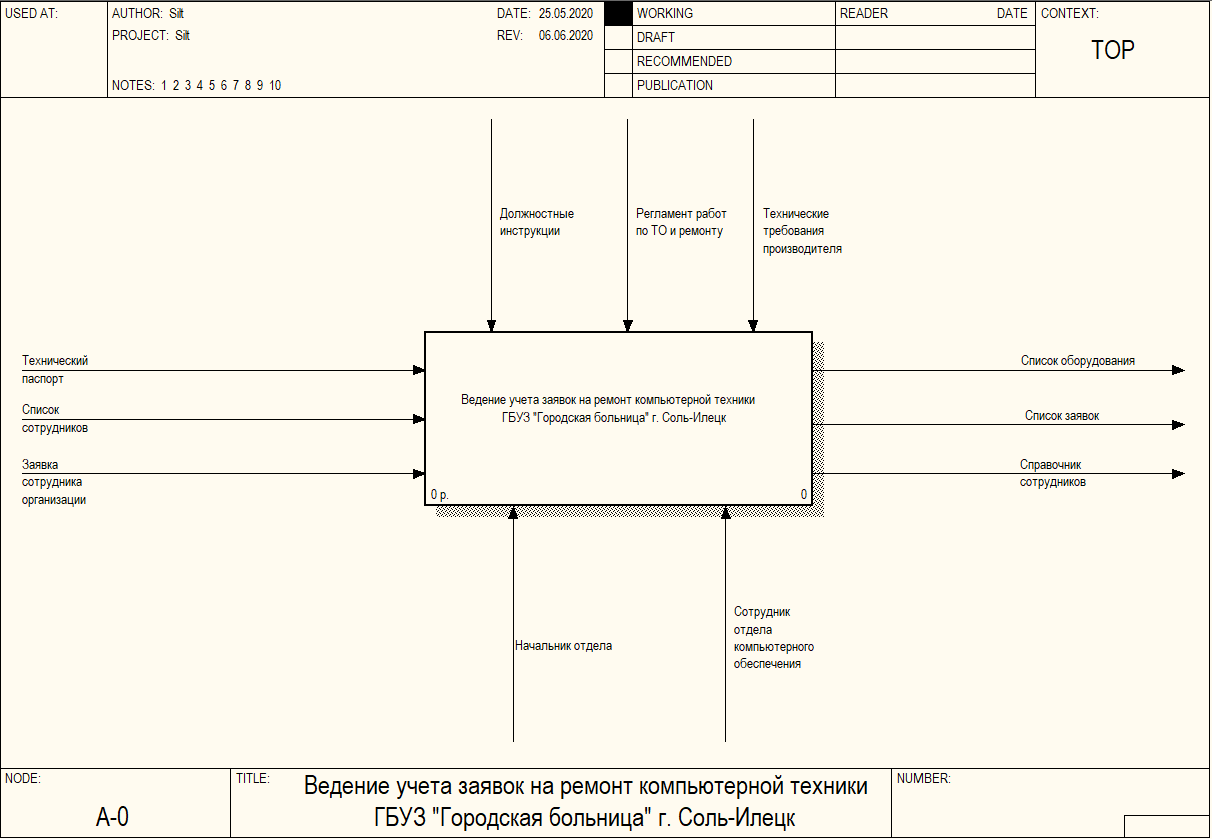 USED AT:
AUTHOR: Silt
DATE: 25.05.2020
PROJECT: Silt
REV: 06.06.2020
NOTES: 1 2 3 4 5 6 7 8 9 10
WORKING
DRAFT
RECOMMENDED
PUBLICATION
READER DATE
CONTEXT:
TOP
Должностные
инструкции
Регламент работ
по ТО и ремонту
Технические
требования
производителя
Технический
паспорт
Список
сотрудников
Заявка
сотрудника
организации
Ведение учета заявок на ремонт компьютерной техники
ГБУЗ "Городская больница" г. Соль-Илецк
0 р.
0
Список оборудования
Список заявок
Справочник
сотрудников
Начальник отдела
Сотрудник
отдела
компьютерного
обеспечения
NODE:
A-0
TITLE:
Ведение учета заявок на ремонт компьютерной техники
ГБУЗ "Городская больница" г. Соль-Илецк
NUMBER: